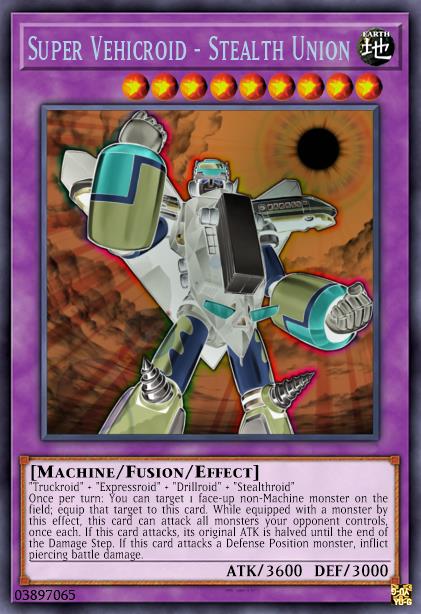 Super Vehicroid - Stealth Union
EARTH
地
[Machine/Fusion/Effect]
"Truckroid" + "Expressroid" + "Drillroid" + "Stealthroid"
Once per turn: You can target 1 face-up non-Machine monster on the
field; equip that target to this card. While equipped with a monster by
this effect, this card can attack all monsters your opponent controls,
once each. If this card attacks, its original ATK is halved until the end of
the Damage Step. If this card attacks a Defense Position monster, inflict
piercing battle damage.
ATK/3600 DEF/3000
03897065